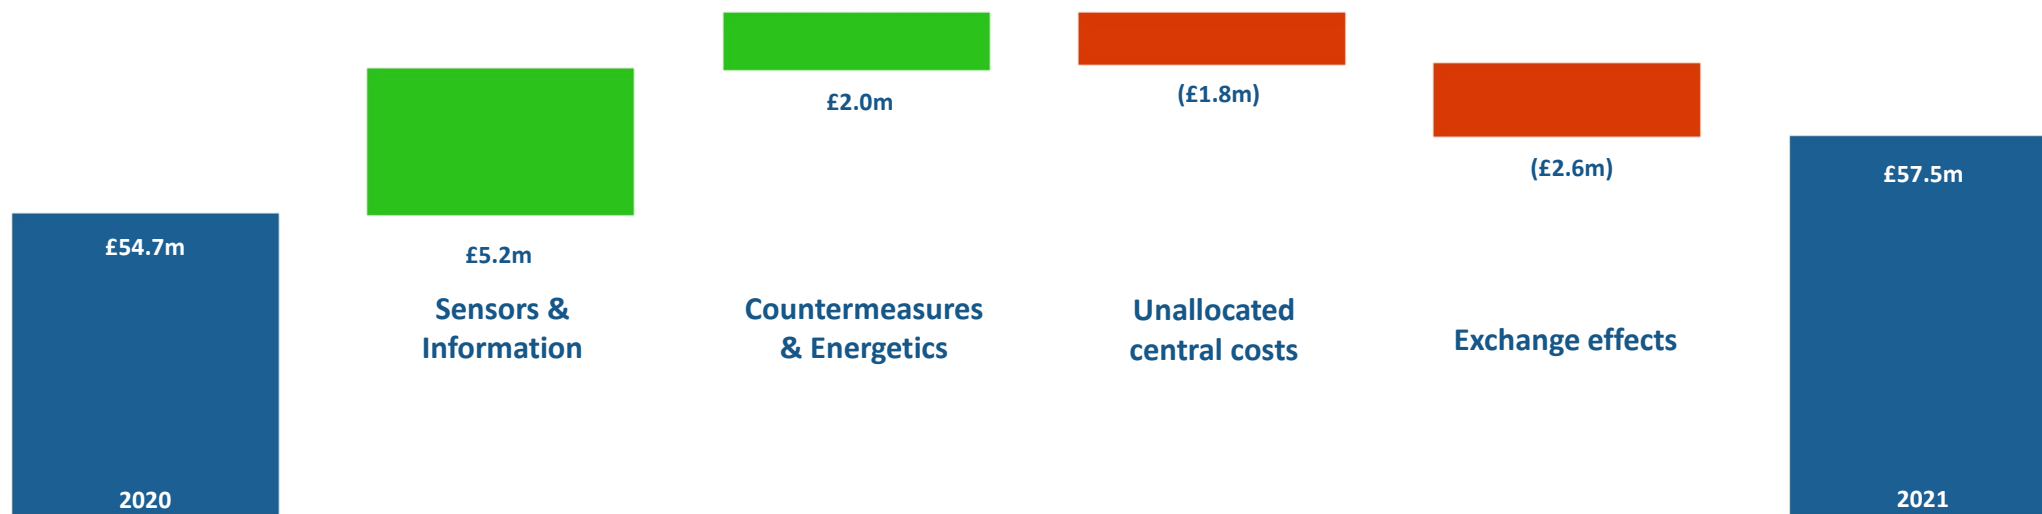 £54.7m
2020
£5.2m
Sensors &
Information
£2.0m
Countermeasures
& Energetics
(£1.8m)
Unallocated
central costs
(£2.6m)
Exchange effects
£57.5m
2021